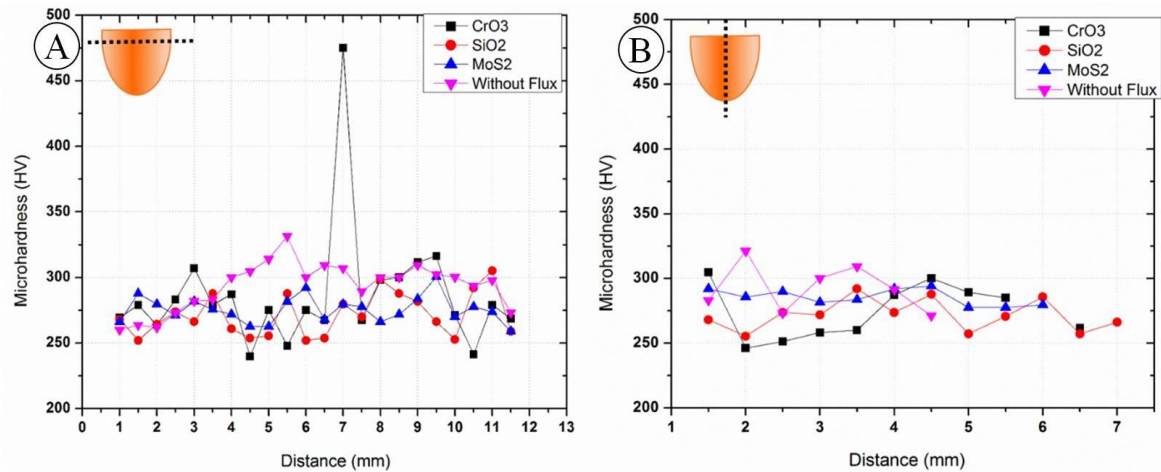 A
CrO3
SiO2
MoS2
Without Flux
500
450
400
350
300
250
200
Microhardness (HV)
0 1 2 3 4 5 6 7 8 9 10 11 12 13
Distance (mm)
B
CrO3
SiO2
MoS2
Without Flux
500
450
400
350
300
250
200
Microhardness (HV)
1 2 3 4 5 6 7
Distance (mm)